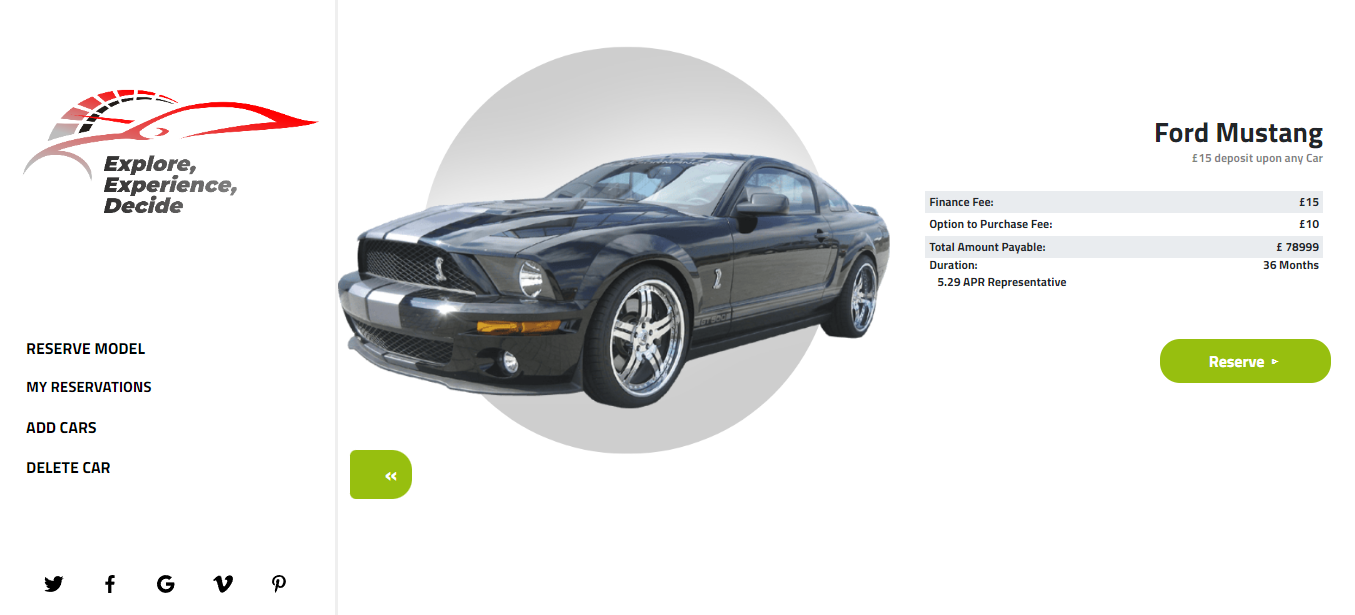 Explore,
Experience,
Decide
RESERVE MODEL
MY RESERVATIONS
ADD CARS
DELETE CAR
Ford Mustang
£15 deposit upon any Car
Finance Fee: £15
Option to Purchase Fee: £10
Total Amount Payable: £ 78999
Duration: 36 Months
5.29 APR Representative
Reserve
«